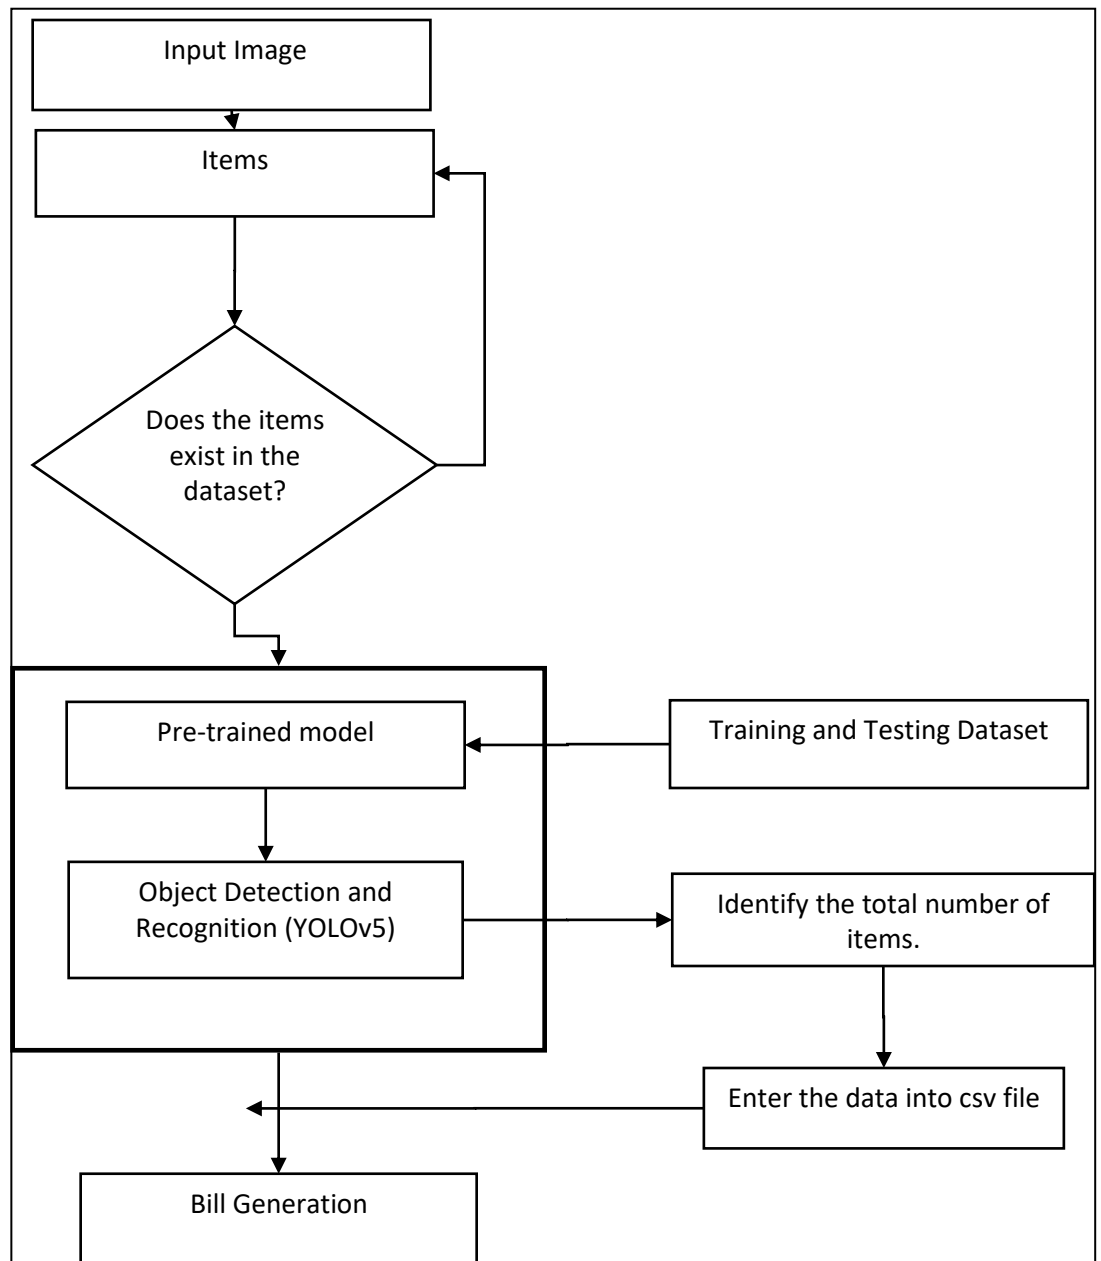 Input Image
Items
Does the items
exist in the
dataset?
Pre-trained model
Training and Testing Dataset
Object Detection and
Recognition (YOLOv5)
Identify the total number of
items.
Enter the data into csv file
Bill Generation